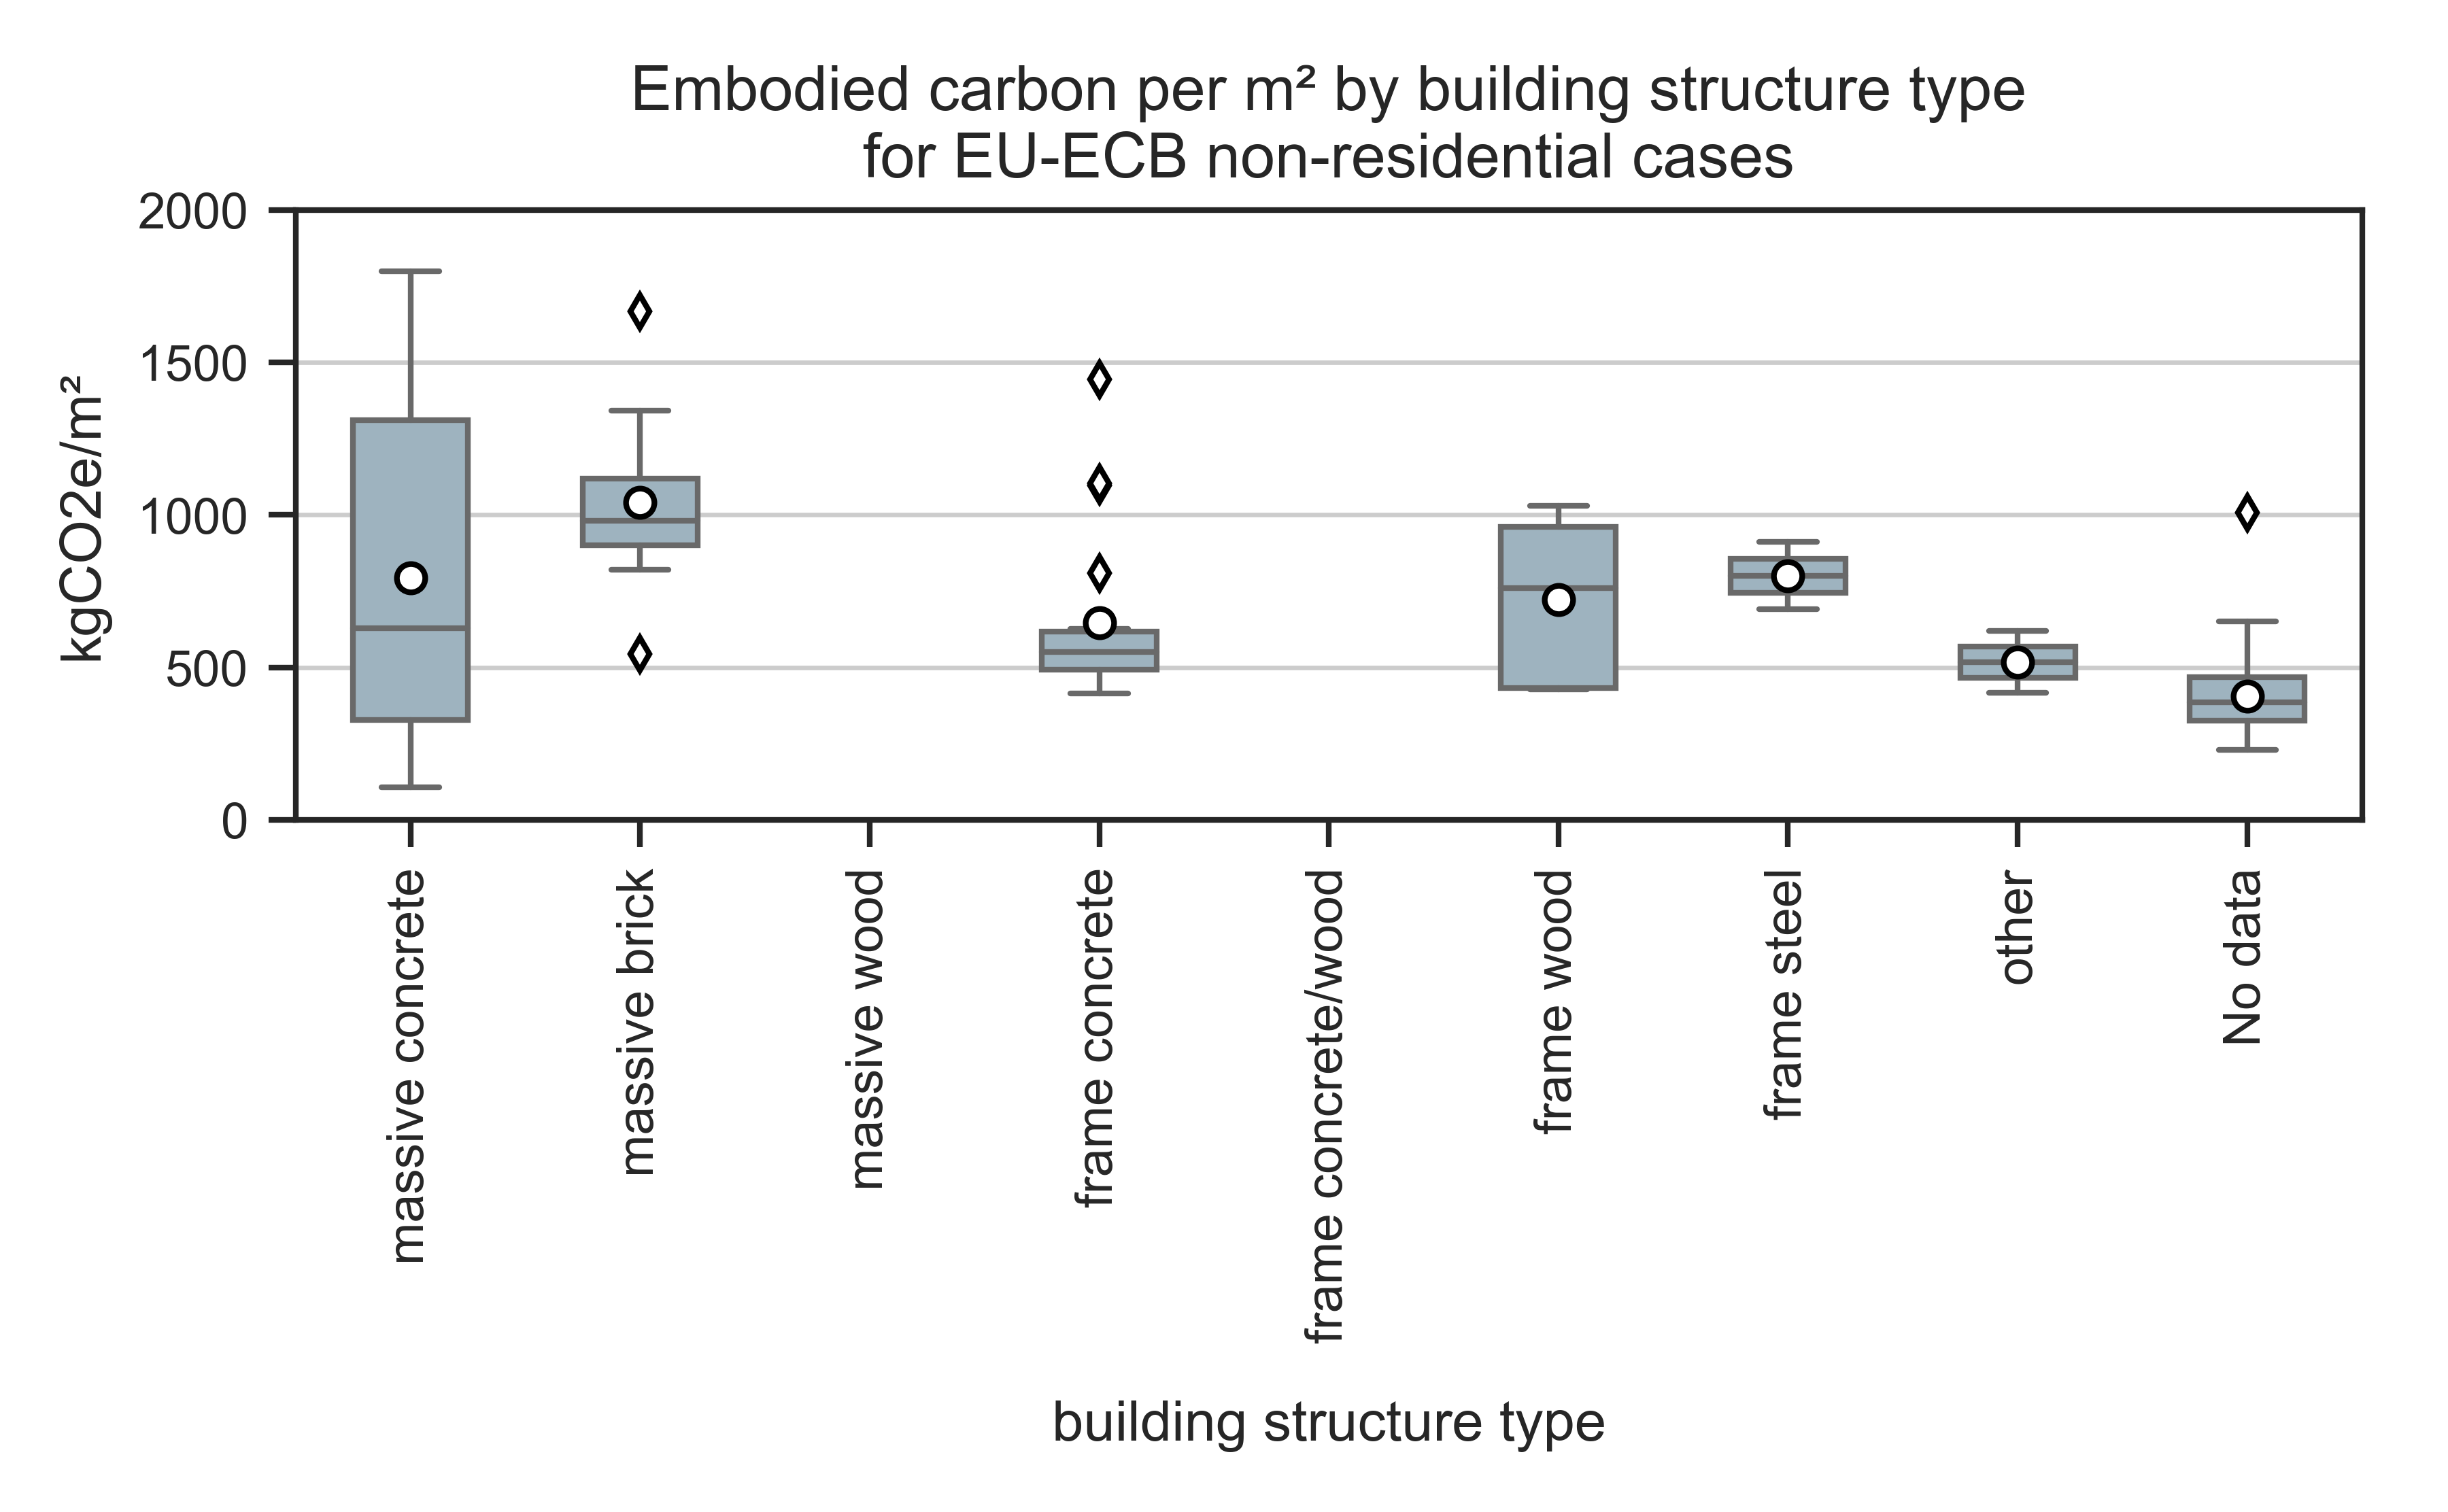 Embodied carbon per m² by building structure type
for EU-ECB non-residential cases
kgCO2e/m²
2000
1500
1000
500
0
massive concrete
massive brick
massive wood
frame concrete
frame concrete/wood
frame wood
frame steel
other
No data
building structure type